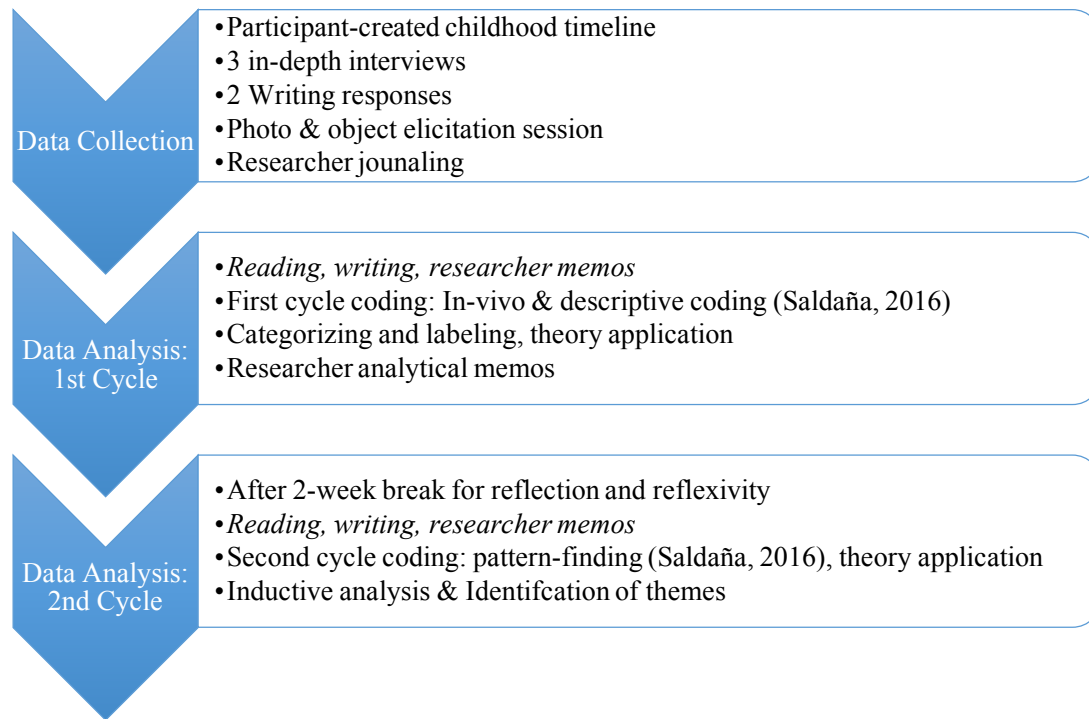 •Participant-created childhood timeline
•3 in-depth interviews
•2 Writing responses
•Photo & object elicitation session
•Researcher jounaling
Data Collection
•Reading, writing, researcher memos
•First cycle coding: In-vivo & descriptive coding (Saldaña, 2016)
•Categorizing and labeling, theory application
•Researcher analytical memos
Data Analysis:
1st Cycle
•After 2-week break for reflection and reflexivity
•Reading, writing, researcher memos
•Second cycle coding: pattern-finding (Saldaña, 2016), theory application
•Inductive analysis & Identifcation of themes
Data Analysis:
2nd Cycle